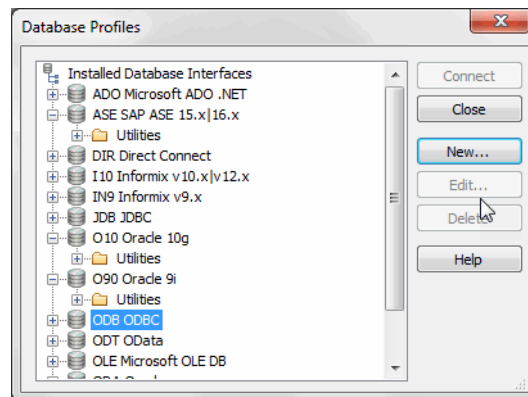 Database Profiles
Installed Database Interfaces
ADO Microsoft ADO .NET
ASE SAP ASE 15.x|16.x
Utilities
DIR Direct Connect
I10 Informix v10.x|v12.x
IN9 Informix v9.x
JDB JDBC
O10 Oracle 10g
Utilities
O90 Oracle 9i
Utilities
ODB ODBC
ODT OData
OLE Microsoft OLE DB
Connect
Close
New...
Edit...
Delete
Help